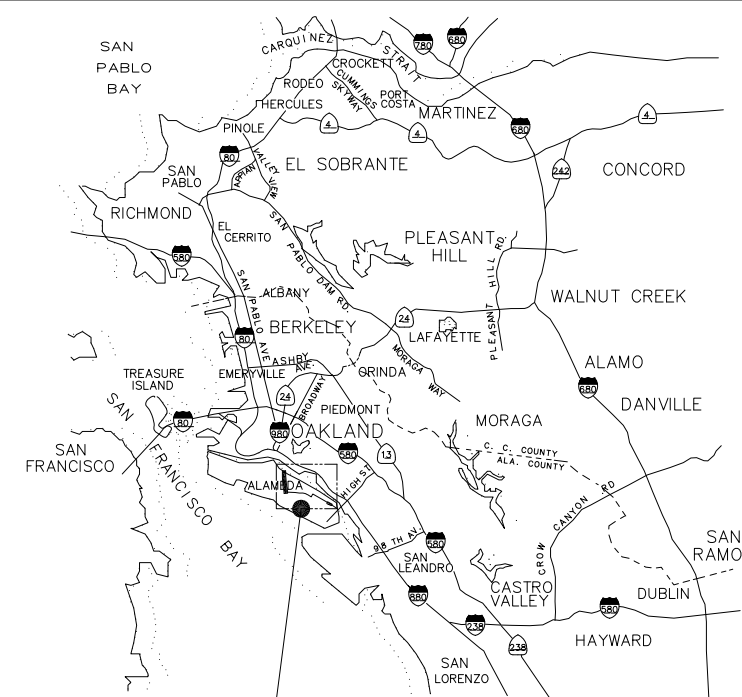 SAN
PABLO
BAY
CARQUINEZ
STRAIT
780
680
CROCKETT
RODEO
CUMMINGS
SKYWAY
PORT
COSTA
HERCULES
MARTINEZ
4
4
4
680
PINOLE
80
VALLEY VIEW
APPIAN
EL SOBRANTE
242
CONCORD
SAN
PABLO
RICHMOND
EL
CERRITO
SAN PABLO DAM RD.
PLEASANT
HILL
PLEASANT HILL RD.
580
SAN PABLO AVE
ALBANY
WALNUT CREEK
BERKELEY
24
LAFAYETTE
80
ASHBY
AVE.
MORAGA
WAY
ALAMO
TREASURE
ISLAND
EMERYVILLE
ORINDA
680
24
BROADWAY
DANVILLE
SAN FRANCISCO BAY
80
PIEDMONT
MORAGA
980
OAKLAND
SAN
FRANCISCO
580
13
C. C. COUNTY
ALA. COUNTY
ALAMEDA
HIGH ST.
CROW CANYON RD
98 TH AV.
580
SAN
RAMO
SAN
LEANDRO
CASTRO
VALLEY
DUBLIN
880
580
238
HAYWARD
238
SAN
LORENZO